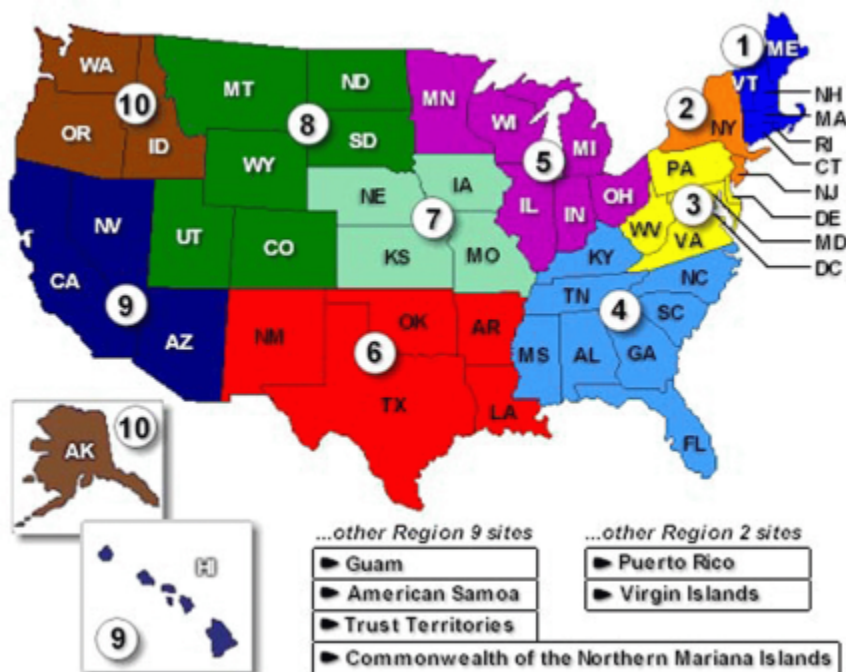 1
ME
VT
WA
MT
ND
MN
NH
10
2
MA
OR
ID
8
SD
WI
MI
NY
RI
WY
5
CT
PA
NJ
NE
IA
IL
IN
OH
3
DE
NV
UT
CO
7
WV
VA
MD
KS
MO
KY
DC
CA
9
NC
TN
4
SC
AZ
NM
OK
AR
6
MS
AL
GA
TX
LA
10
AK
FL
...other Region 9 sites
Guam
American Samoa
Trust Territories
Commonwealth of the Northern Mariana Islands
...other Region 2 sites
Puerto Rico
Virgin Islands
HI
9